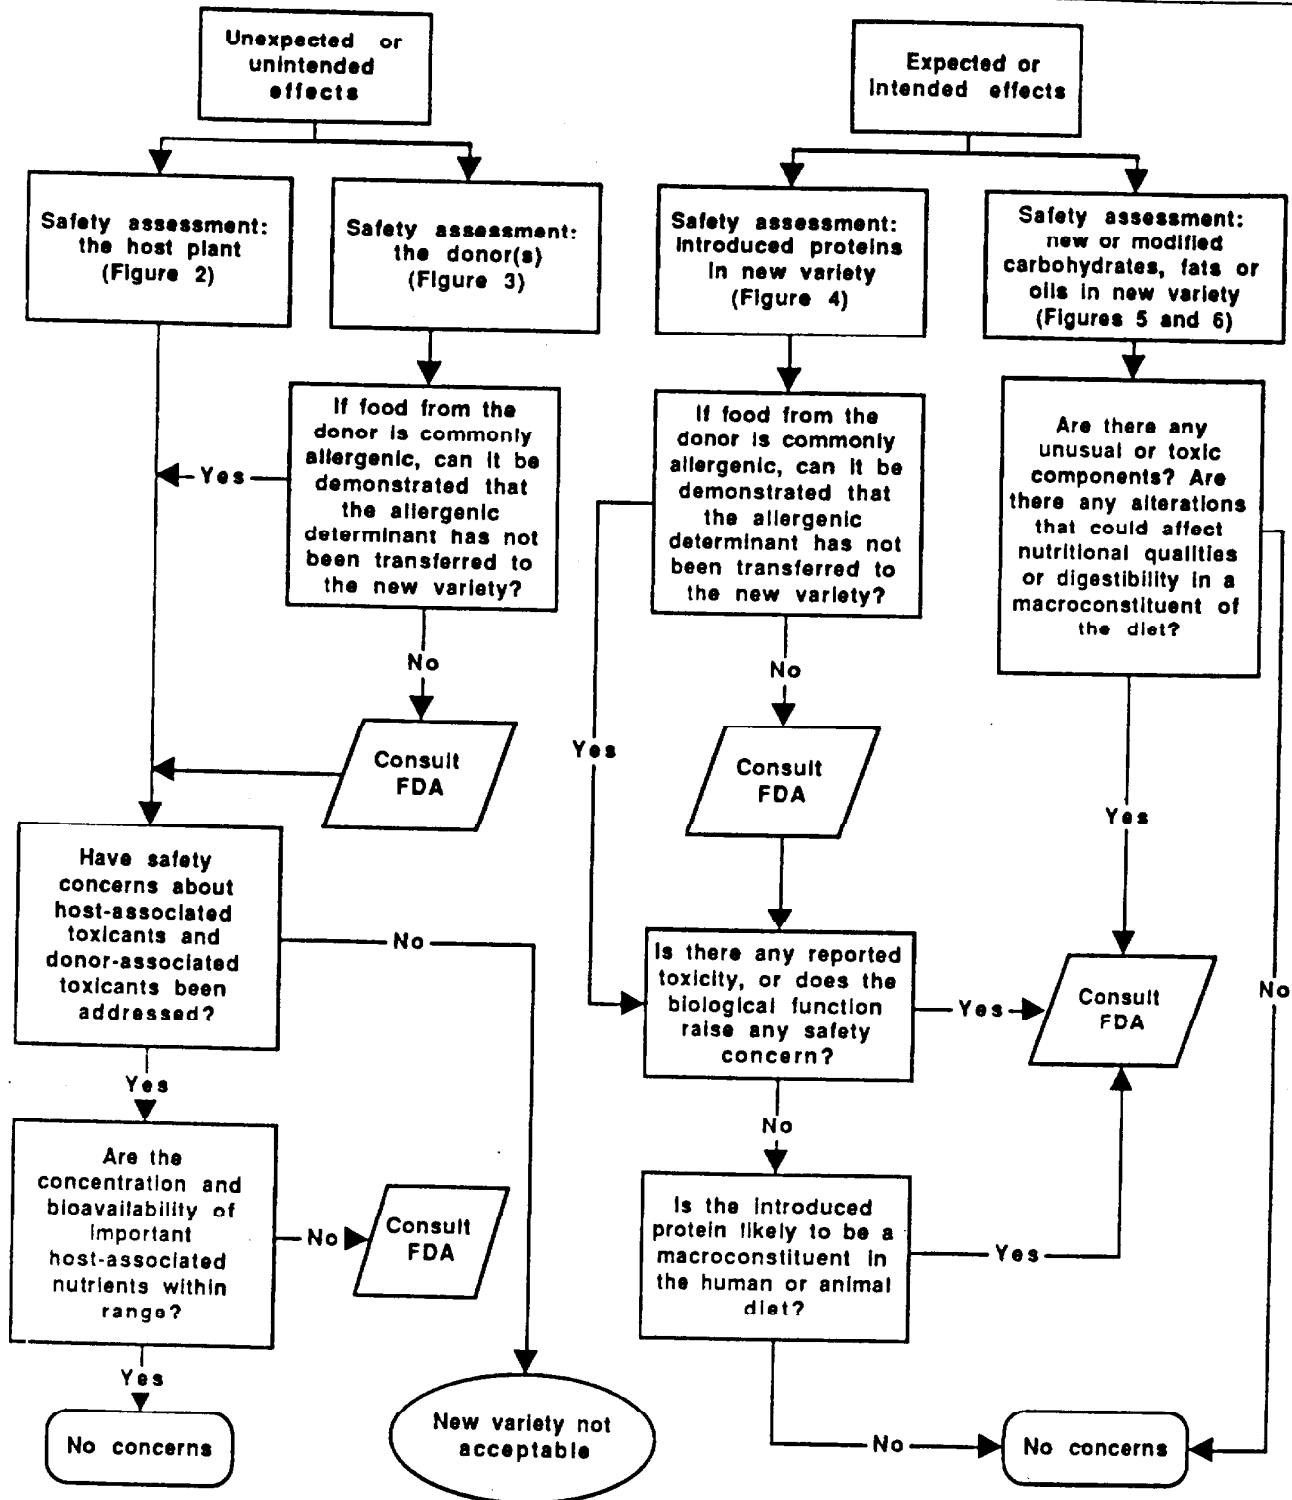 Unexpected or
unintended
effects
Expected or
intended effects
Safety assessment:
the host plant
(Figure 2)
Safety assessment:
the donor(s)
(Figure 3)
Safety assessment:
introduced proteins
in new variety
(Figure 4)
Safety assessment:
new or modified
carbohydrates, fats or
oils in new variety
(Figures 5 and 6)
If food from the
donor is commonly
allergenic, can it be
demonstrated that
the allergenic
determinant has not
been transferred to
the new variety?
Yes
No
Consult
FDA
If food from the
donor is commonly
allergenic, can it be
demonstrated that
the allergenic
determinant has not
been transferred to
the new variety?
Yes
No
Consult
FDA
Are there any
unusual or toxic
components? Are
there any alterations
that could affect
nutritional qualities
or digestibility in a
macroconstituent of
the diet?
Yes
No
Have safety
concerns about
host-associated
toxicants and
donor-associated
toxicants been
addressed?
No
Yes
Is there any reported
toxicity, or does the
biological function
raise any safety
concern?
Yes
No
Consult
FDA
Are the
concentration and
bioavailability of
important
host-associated
nutrients within
range?
No
Consult
FDA
Yes
Is the introduced
protein likely to be a
macroconstituent in
the human or animal
diet?
Yes
No
No concerns
New variety not
acceptable
No concerns